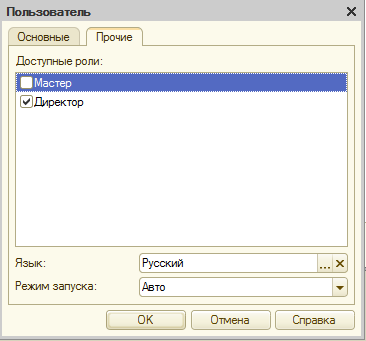 Пользователь
Основные Прочие
Доступные роли:
Мастер
Директор
Язык: Русский ...
Режим запуска: Авто
OK Отмена Справка